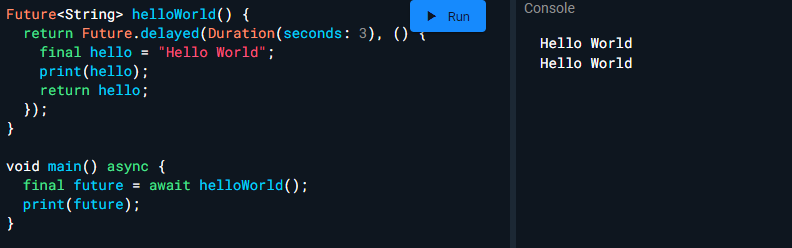 Future<String> helloWorld() {
  return Future.delayed(Duration(seconds: 3), () {
    final hello = "Hello World";
    print(hello);
    return hello;
  });
}

void main() async {
  final future = await helloWorld();
  print(future);
}
Run
Console
Hello World
Hello World